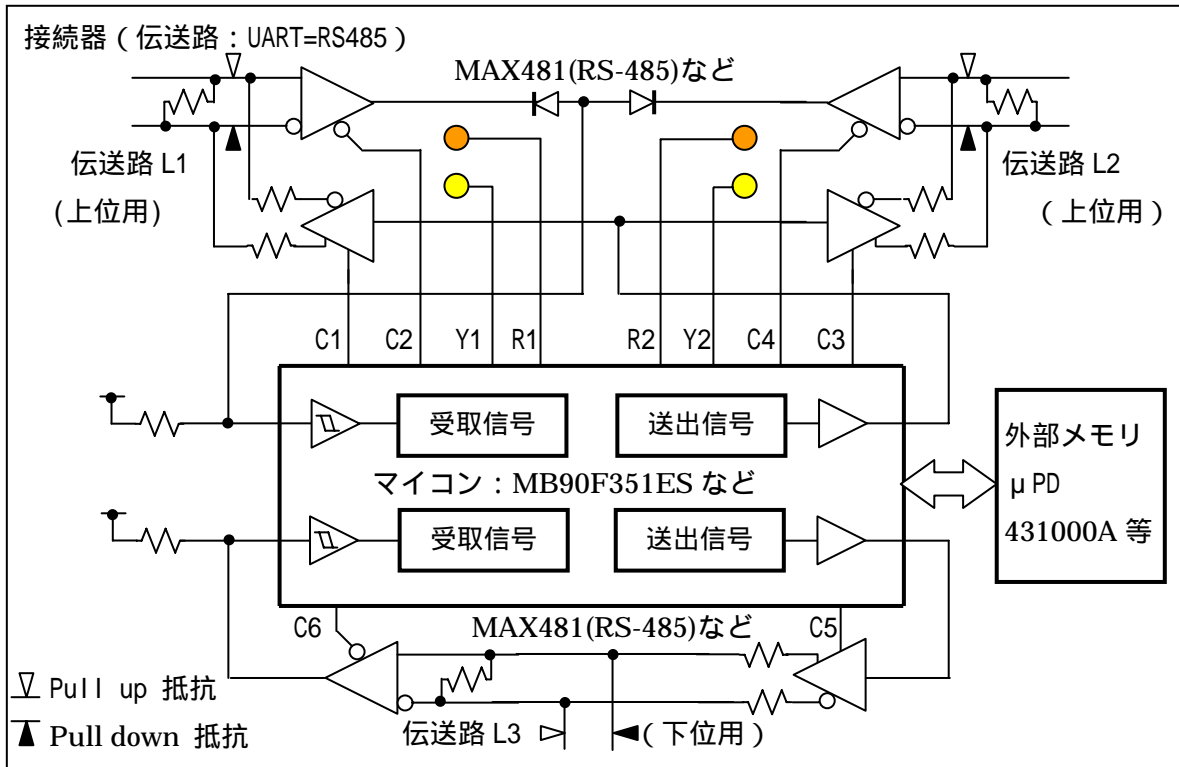 接続器(伝送路:UART=RS485)
MAX481(RS-485)など
伝送路 L1
(上位用)
伝送路 L2
(上位用)
C1
C2
Y1
R1
R2
Y2
C4
C3
受取信号
送出信号
マイコン:MB90F351ES など
受取信号
送出信号
外部メモリ
μPD
431000A 等
C6
MAX481(RS-485)など
C5
Pull up 抵抗
Pull down 抵抗
伝送路 L3
(下位用)